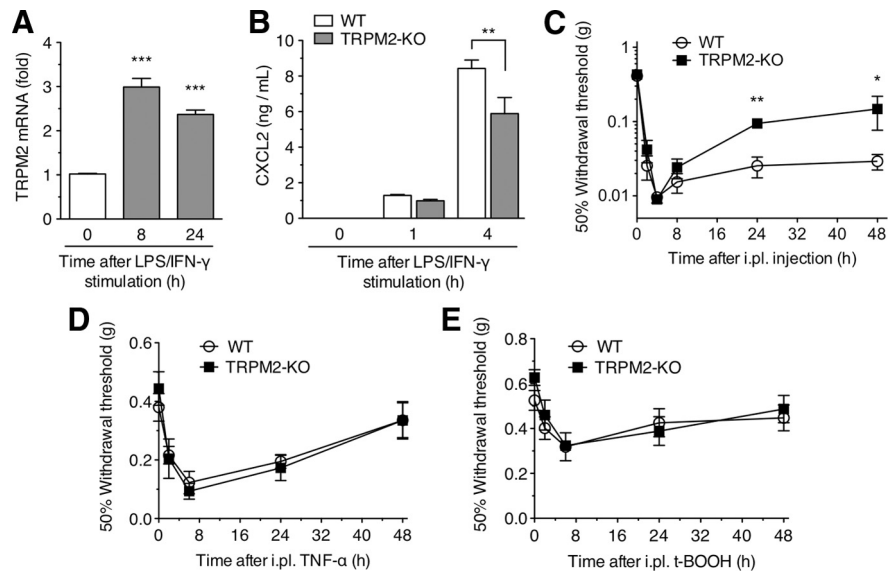 A
TRPM2 mRNA (fold)
4
3
2
1
0
***
***
0 8 24
Time after LPS/IFN-γ
stimulation (h)
B
WT
TRPM2-KO
CXCL2 (ng / mL)
10
8
6
4
2
0
**
0 1 4
Time after LPS/IFN-γ
stimulation (h)
C
WT
TRPM2-KO
50% Withdrawal threshold (g)
1
0.1
0.01
**
*
0 8 16 24 32 40 48
Time after i.pl. injection (h)
D
WT
TRPM2-KO
50% Withdrawal threshold (g)
0.6
0.4
0.2
0.0
0 8 16 24 32 40 48
Time after i.pl. TNF-α (h)
E
WT
TRPM2-KO
50% Withdrawal threshold (g)
0.8
0.6
0.4
0.2
0.0
0 8 16 24 32 40 48
Time after i.pl. t-BOOH (h)